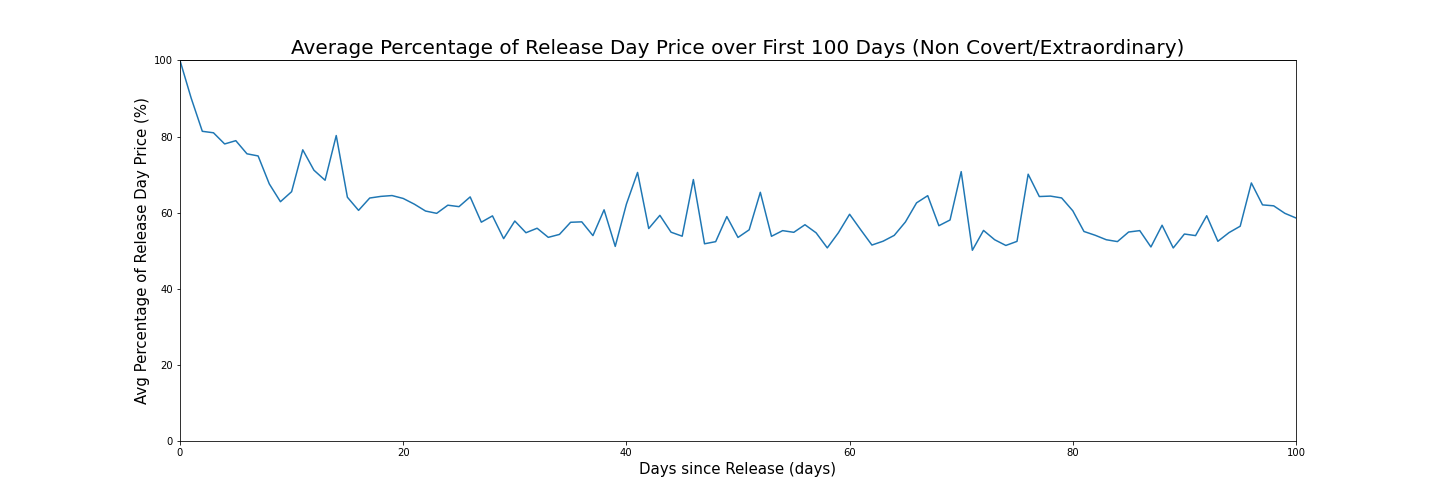 Average Percentage of Release Day Price over First 100 Days (Non Covert/Extraordinary)
Avg Percentage of Release Day Price (%)
100
80
60
40
20
0
0 20 40 60 80 100
Days since Release (days)